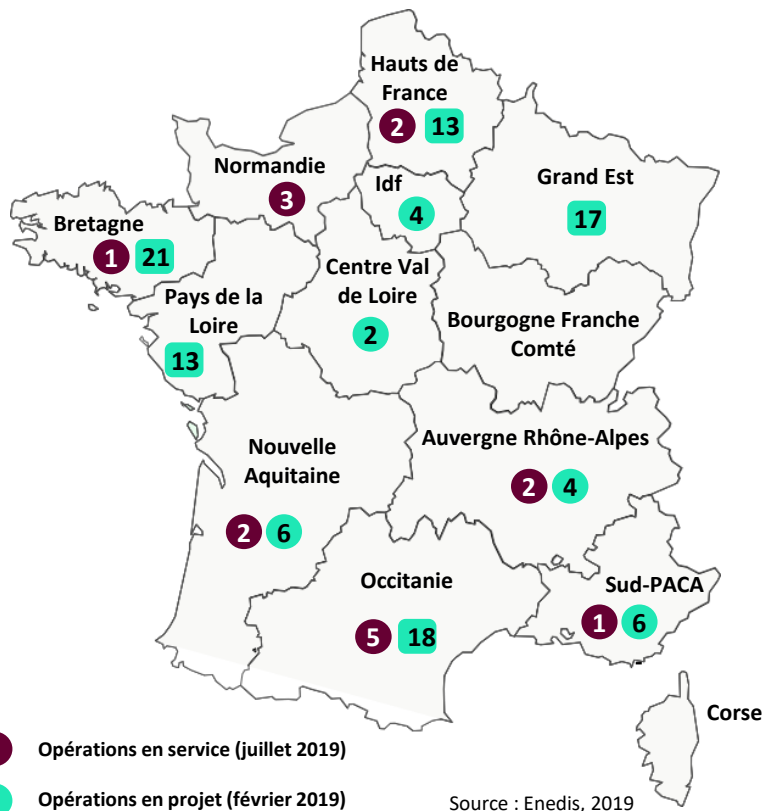 Hauts de
France
2 13
Normandie
3
Idf
4
Grand Est
17
Bretagne
1 21
Centre Val
de Loire
2
Pays de la
Loire
13
Bourgogne Franche
Comté
Auvergne Rhône-Alpes
2 4
Nouvelle
Aquitaine
2 6
Occitanie
5 18
Sud-PACA
1 6
Corse
Opérations en service (juillet 2019)
Opérations en projet (février 2019)
Source : Enedis, 2019